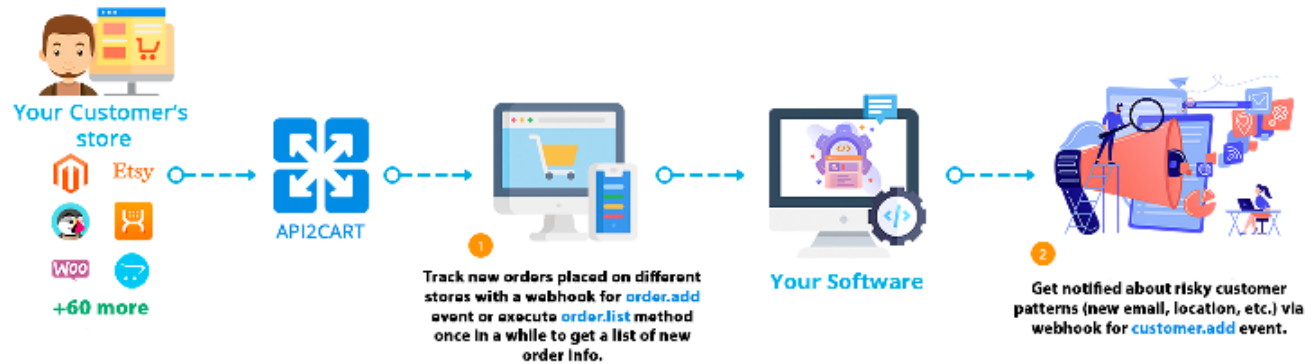 Your Customer's
store
Etsy
Woo
+60 more
API2CART
1
Track new orders placed on different
stores with a webhook for order.add
event or execute order.list method
once in a while to get a list of new
order info.
</>
Your Software
2
Get notified about risky customer
patterns (new email, location, etc.) via
webhook for customer.add event.